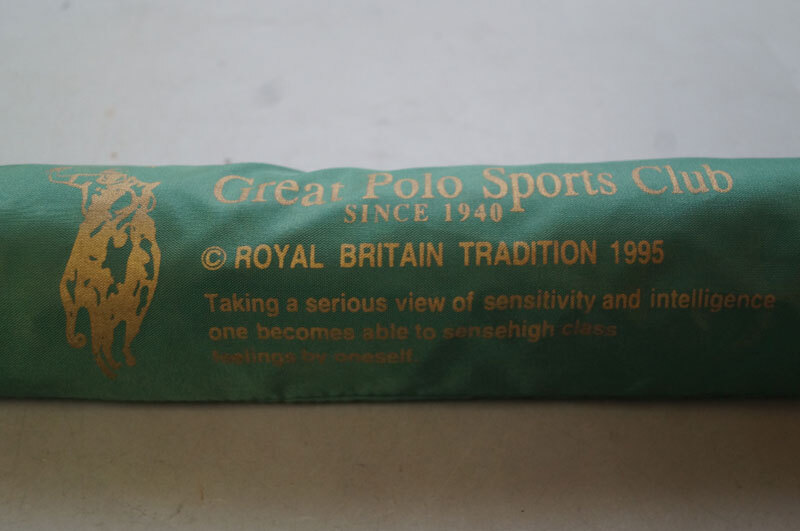 Great Polo Sports Club
SINCE 1940
© ROYAL BRITAIN TRADITION 1995
Taking a serious view of sensitivity and intelligence
one becomes able to sensehigh class
feelings by oneself.